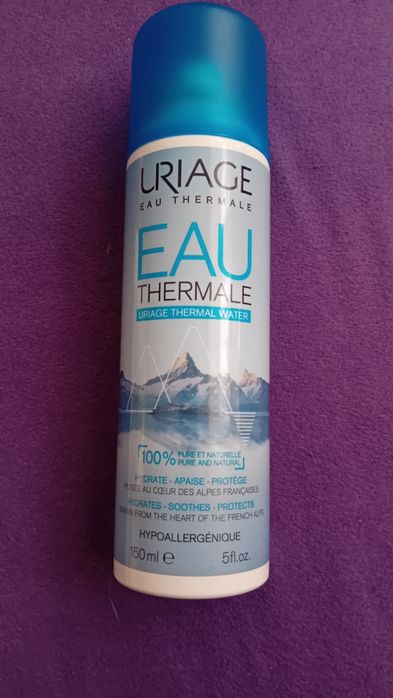 URIAGE
EAU THERMALE
EAU
THERMALE
URIAGE THERMAL WATER
100% PURE ET NATURELLE
PURE AND NATURAL
HYDRATE - APAISE - PROTÈGE
PUISÉE AU CŒUR DES ALPES FRANÇAISES
HYDRATES - SOOTHES - PROTECTS
DRAWN FROM THE HEART OF THE FRENCH ALPS
HYPOALLERGÉNIQUE
150 ml e 5fl.oz.